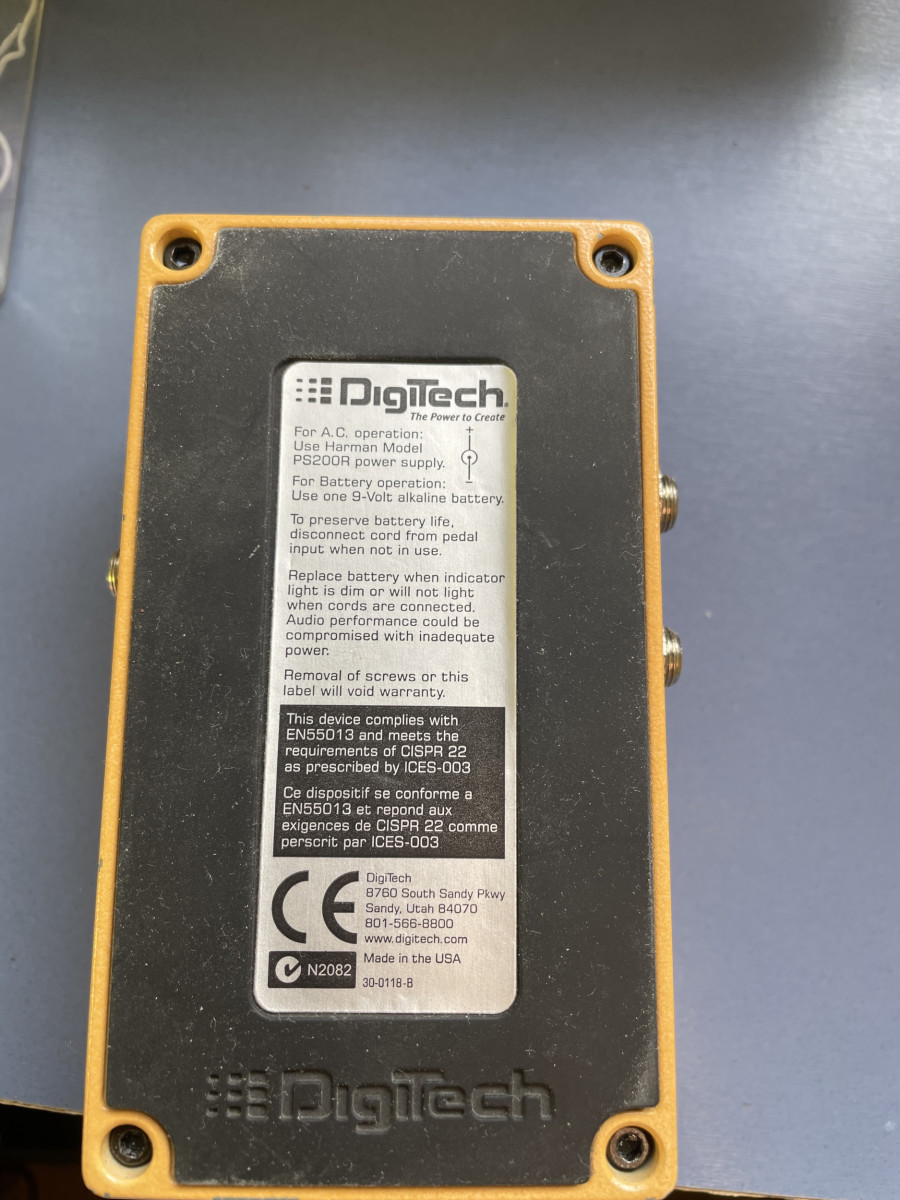 DigiTech®
The Power to Create
For A.C. operation:
Use Harman Model
PS200R power supply.
+
-
For Battery operation:
Use one 9-Volt alkaline battery.
To preserve battery life,
disconnect cord from pedal
input when not in use.
Replace battery when indicator
light is dim or will not light
when cords are connected.
Audio performance could be
compromised with inadequate
power.
Removal of screws or this
label will void warranty.
This device complies with
EN55013 and meets the
requirements of CISPR 22
as prescribed by ICES-003
Ce dispositif se conforme a
EN55013 et repond aux
exigences de CISPR 22 comme
perscrit par ICES-003
CE
DigiTech
8760 South Sandy Pkwy
Sandy, Utah 84070
801-566-8800
www.digitech.com
Made in the USA
N2082
30-0118-B
DigiTech